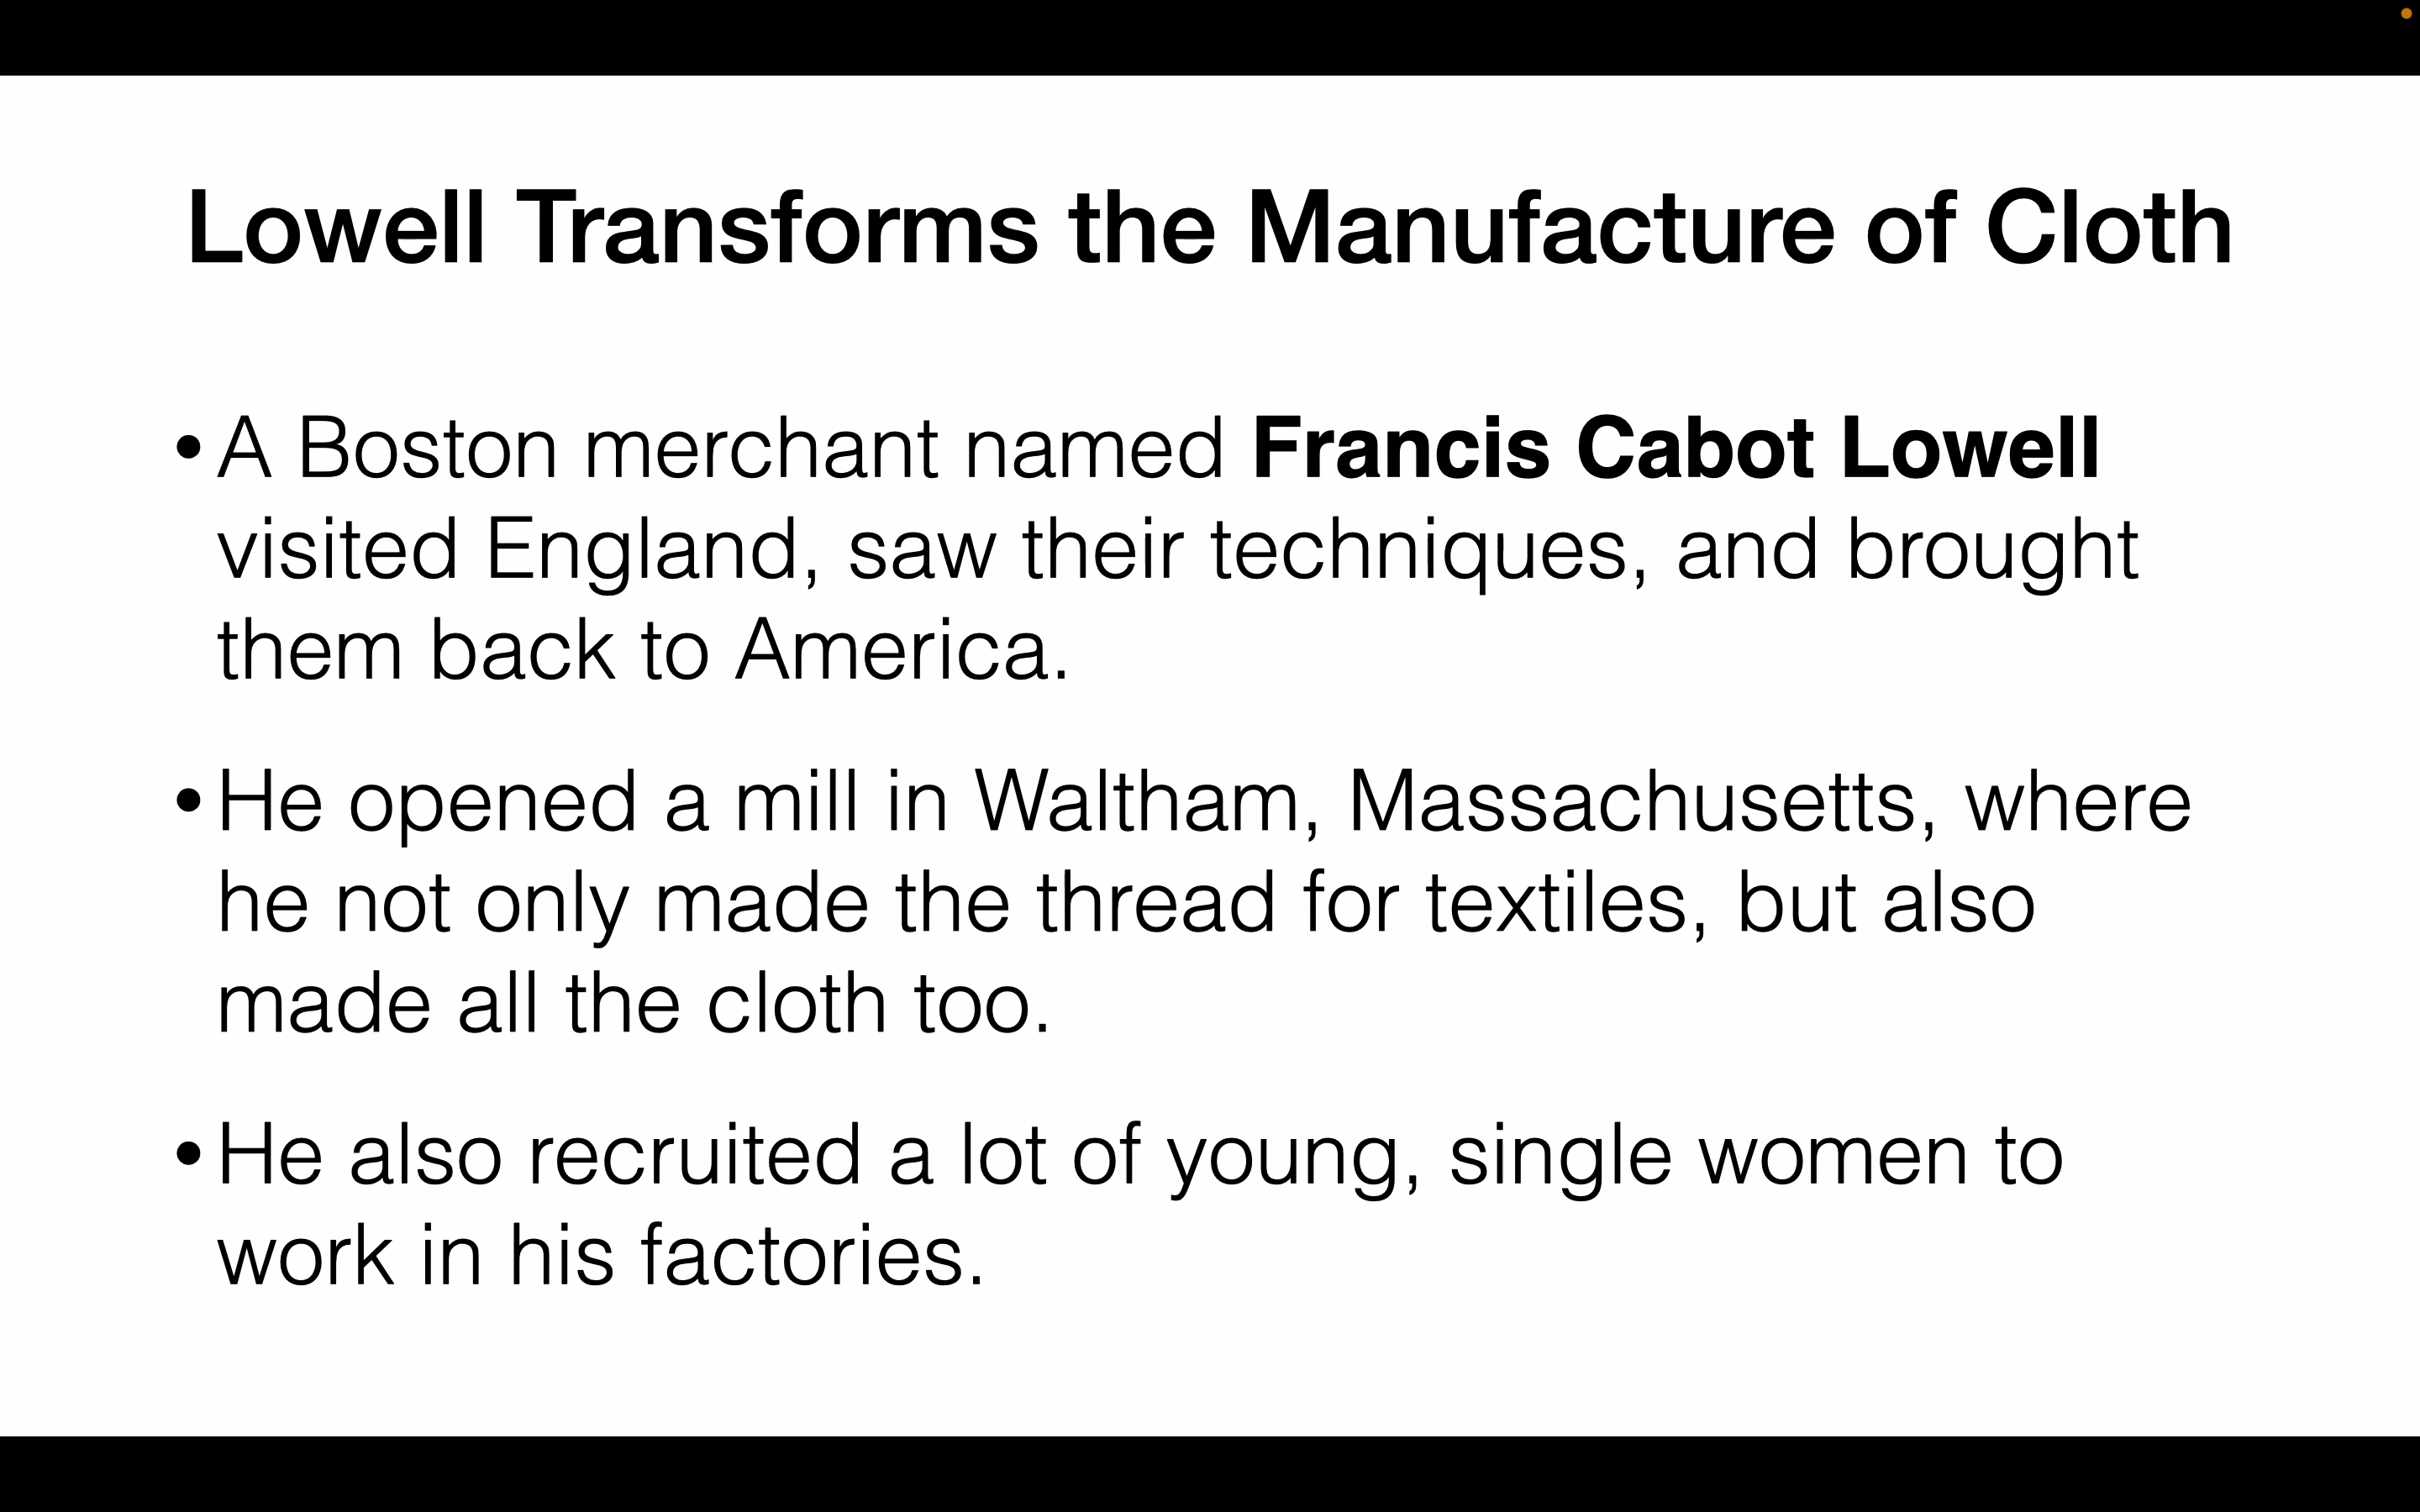 Lowell Transforms the Manufacture of Cloth
• A Boston merchant named Francis Cabot Lowell
visited England, saw their techniques, and brought
them back to America.
• He opened a mill in Waltham, Massachusetts, where
he not only made the thread for textiles, but also
made all the cloth too.
• He also recruited a lot of young, single women to
work in his factories.